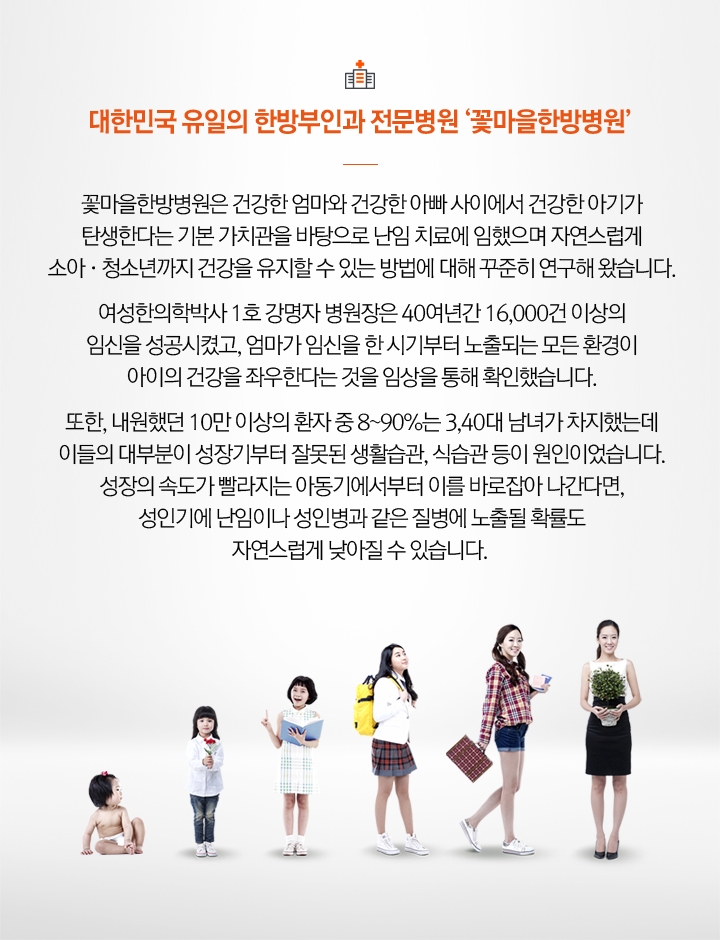 대한민국 유일의 한방부인과 전문병원 ‘꽃마을한방병원’
꽃마을한방병원은 건강한 엄마와 건강한 아빠 사이에서 건강한 아기가
탄생한다는 기본 가치관을 바탕으로 난임 치료에 임했으며 자연스럽게
소아 · 청소년까지 건강을 유지할 수 있는 방법에 대해 꾸준히 연구해 왔습니다.
여성한의학박사 1호 강명자 병원장은 40여년간 16,000건 이상의
임신을 성공시켰고, 엄마가 임신을 한 시기부터 노출되는 모든 환경이
아이의 건강을 좌우한다는 것을 임상을 통해 확인했습니다.
또한, 내원했던 10만 이상의 환자 중 8~90%는 3,40대 남녀가 차지했는데
이들의 대부분이 성장기부터 잘못된 생활습관, 식습관 등이 원인이었습니다.
성장의 속도가 빨라지는 아동기에서부터 이를 바로잡아 나간다면,
성인기에 난임이나 성인병과 같은 질병에 노출될 확률도
자연스럽게 낮아질 수 있습니다.